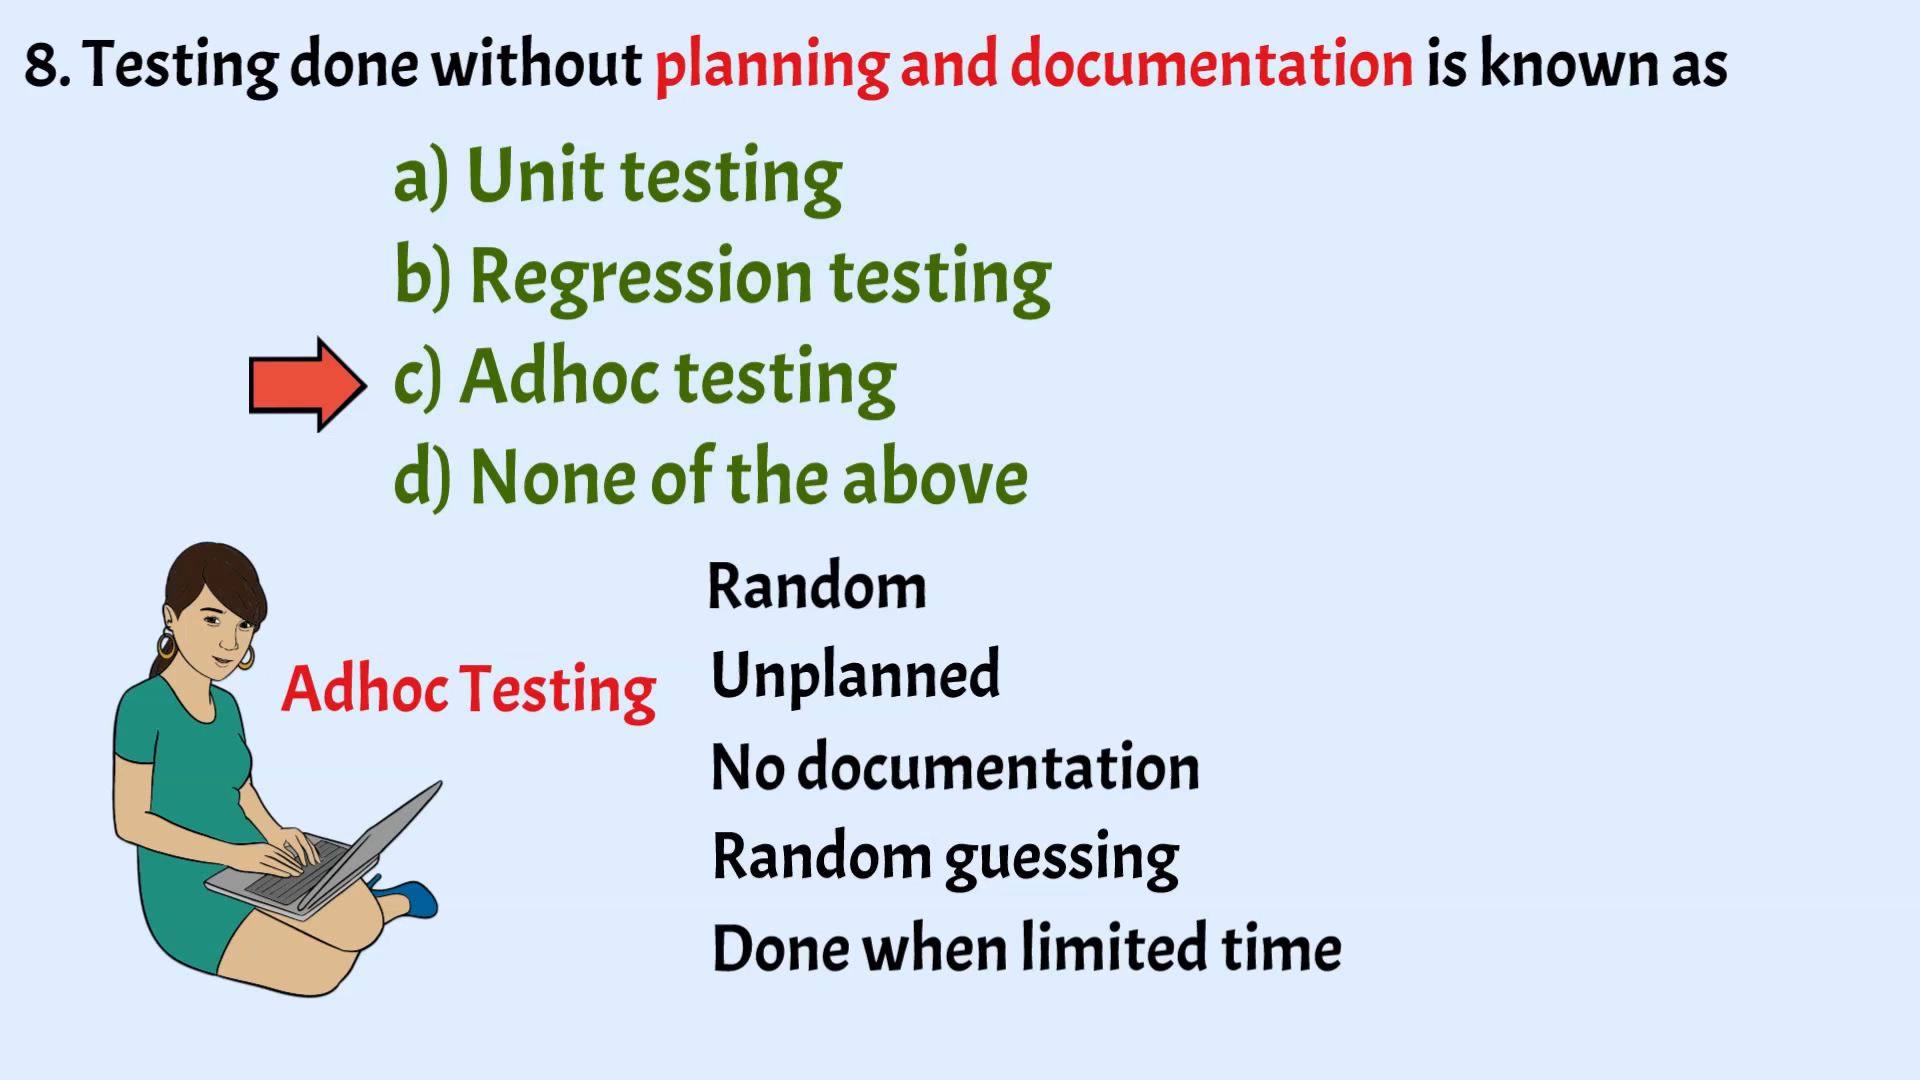 8. Testing done without planning and documentation is known as
a) Unit testing
b) Regression testing
c) Adhoc testing
d) None of the above
Adhoc Testing
Random
Unplanned
No documentation
Random guessing
Done when limited time